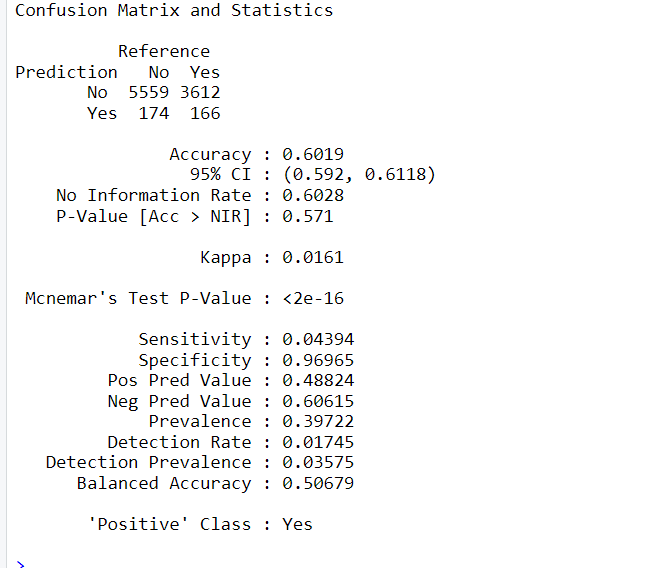 Confusion Matrix and Statistics
Reference
Prediction No Yes
No 5559 3612
Yes 174 166
Accuracy : 0.6019
95% CI : (0.592, 0.6118)
No Information Rate : 0.6028
P-Value [Acc > NIR] : 0.571
Kappa : 0.0161
Mcnemar's Test P-Value : <2e-16
Sensitivity : 0.04394
Specificity : 0.96965
Pos Pred Value : 0.48824
Neg Pred Value : 0.60615
Prevalence : 0.39722
Detection Rate : 0.01745
Detection Prevalence : 0.03575
Balanced Accuracy : 0.50679
'Positive' Class : Yes
>